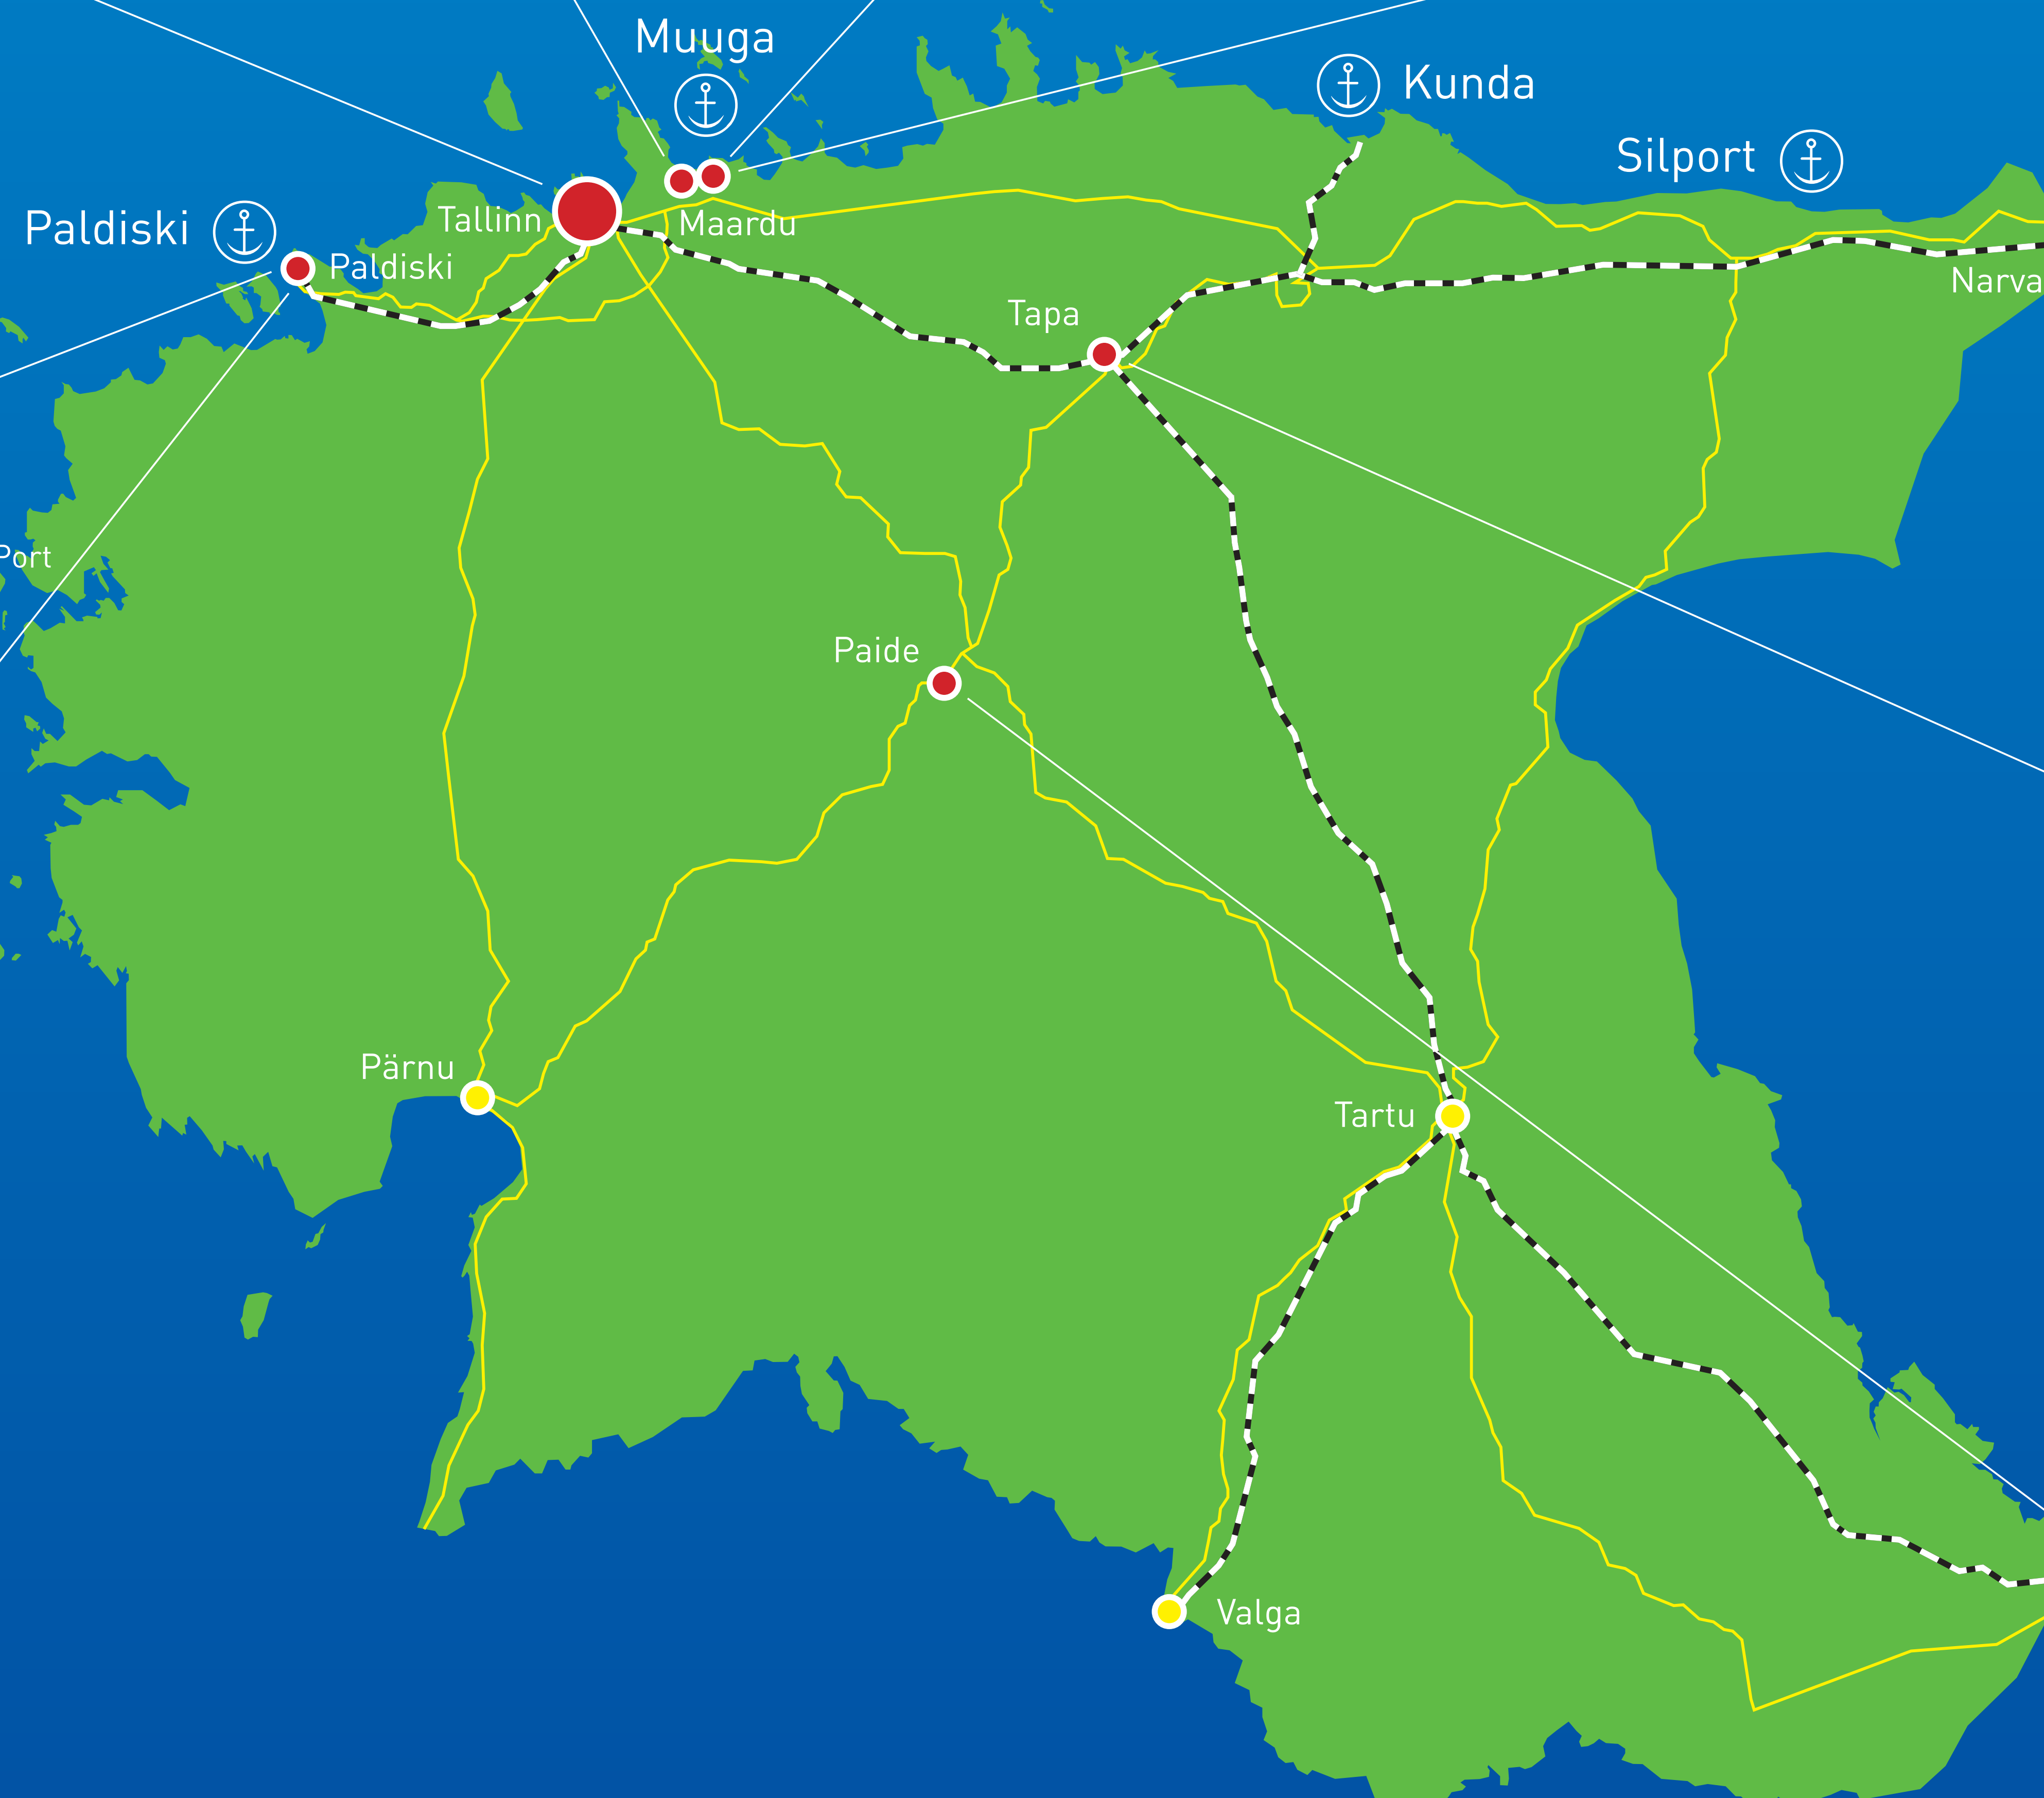 Muuga
Kunda
Silport
Paldiski
Tallinn
Maardu
Paldiski
Narva
Tapa
Port
Paide
Pärnu
Tartu
Valga